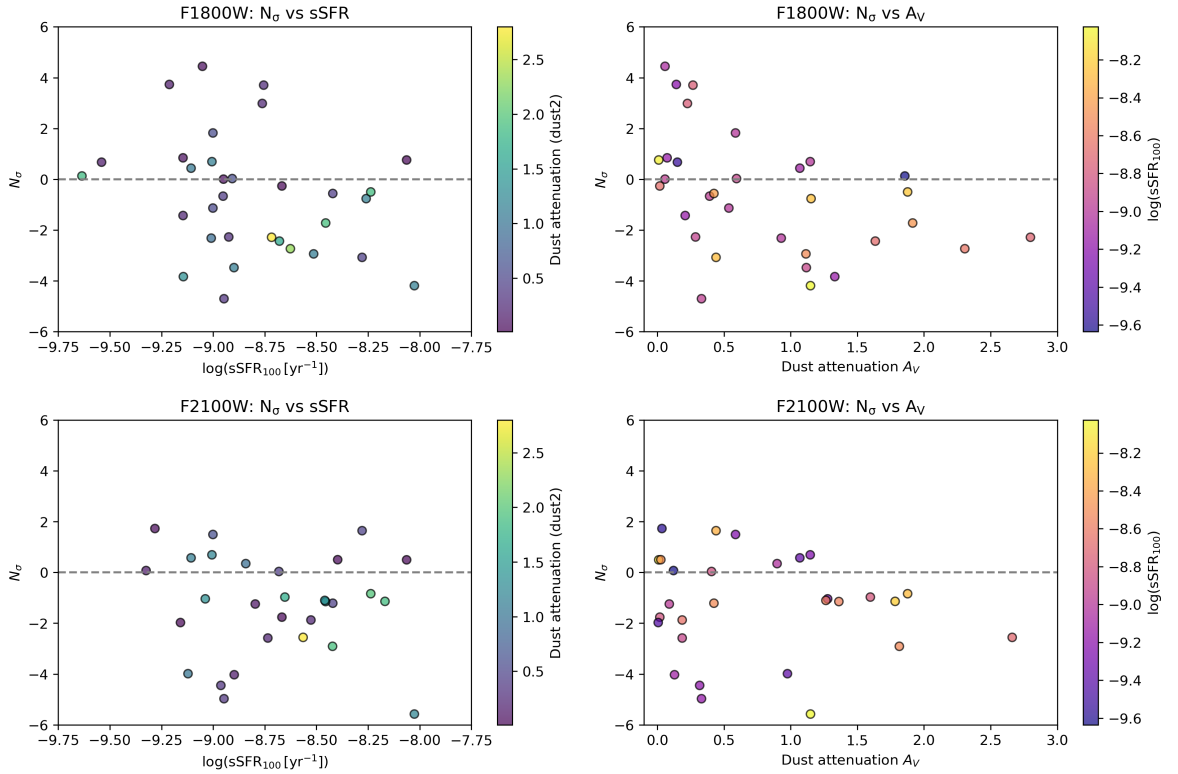 F1800W: Nσ vs sSFR
6
4
2
0
−2
−4
−6
Nσ
−9.75 −9.50 −9.25 −9.00 −8.75 −8.50 −8.25 −8.00 −7.75
log(sSFR100 [yr−1])
2.5
2.0
1.5
1.0
0.5
Dust attenuation (dust2)
F1800W: Nσ vs AV
6
4
2
0
−2
−4
−6
Nσ
0.0 0.5 1.0 1.5 2.0 2.5 3.0
Dust attenuation AV
−8.2
−8.4
−8.6
−8.8
−9.0
−9.2
−9.4
−9.6
log(sSFR100)
F2100W: Nσ vs sSFR
6
4
2
0
−2
−4
−6
Nσ
−9.75 −9.50 −9.25 −9.00 −8.75 −8.50 −8.25 −8.00 −7.75
log(sSFR100 [yr−1])
2.5
2.0
1.5
1.0
0.5
Dust attenuation (dust2)
F2100W: Nσ vs AV
6
4
2
0
−2
−4
−6
Nσ
0.0 0.5 1.0 1.5 2.0 2.5 3.0
Dust attenuation AV
−8.2
−8.4
−8.6
−8.8
−9.0
−9.2
−9.4
−9.6
log(sSFR100)